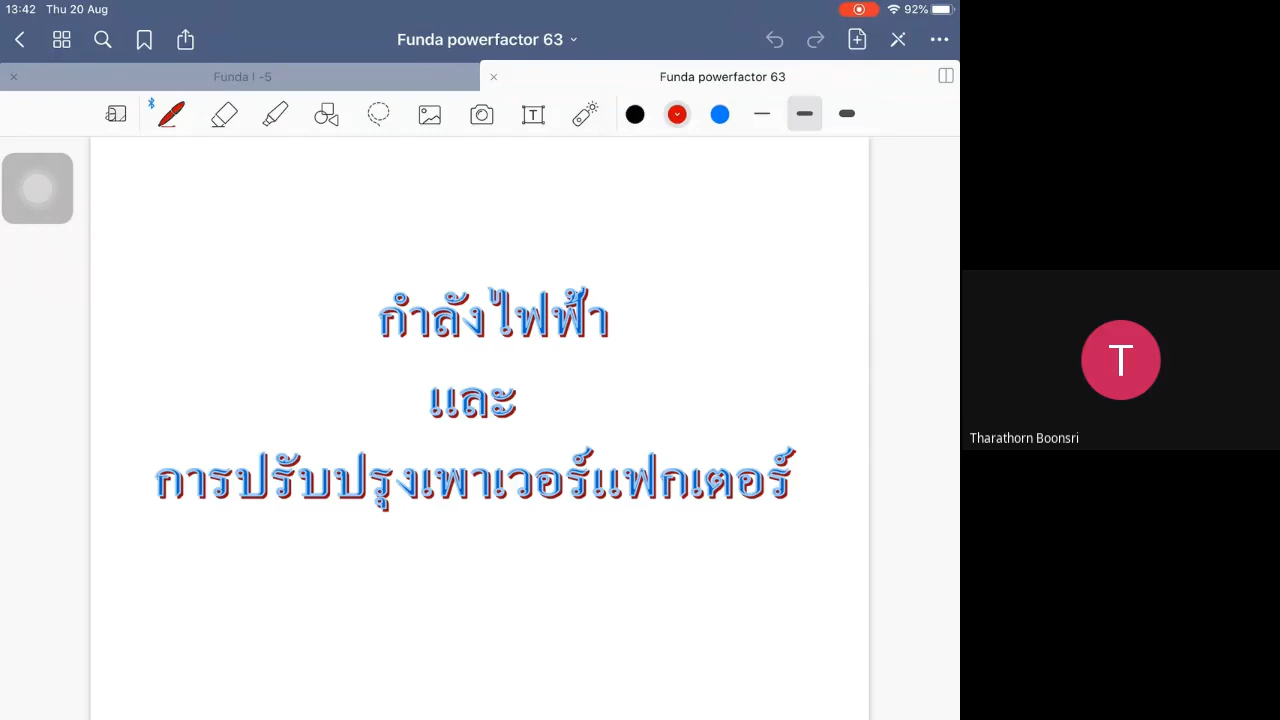 13:42 Thu 20 Aug 92%
Funda powerfactor 63
Funda I -5 Funda powerfactor 63
T
กำลังไฟฟ้า
และ
การปรับปรุงเพาเวอร์แฟกเตอร์
T
Tharathorn Boonsri